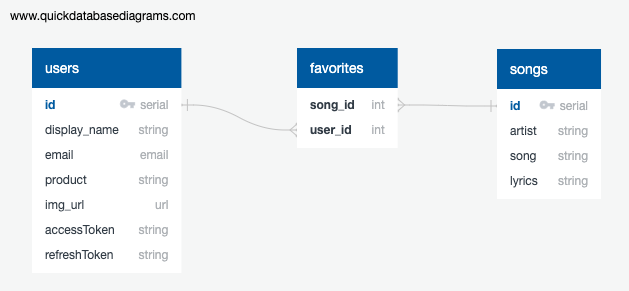 www.quickdatabasediagrams.com
users
id serial
display_name string
email email
product string
img_url url
accessToken string
refreshToken string
favorites
song_id int
user_id int
songs
id serial
artist string
song string
lyrics string